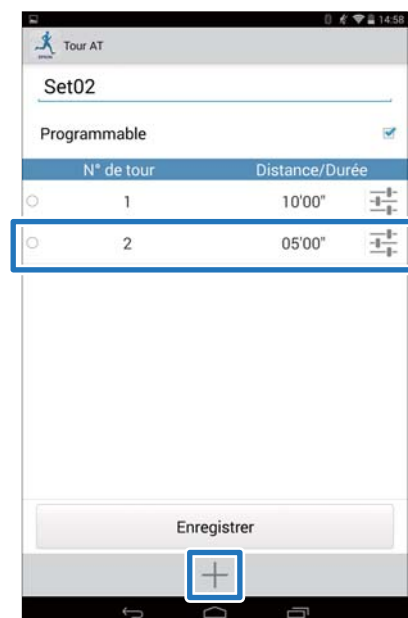 14:58
EPSON Tour AT
Set02
Programmable
N° de tour Distance/Durée
1 10'00"
2 05'00"
Enregistrer